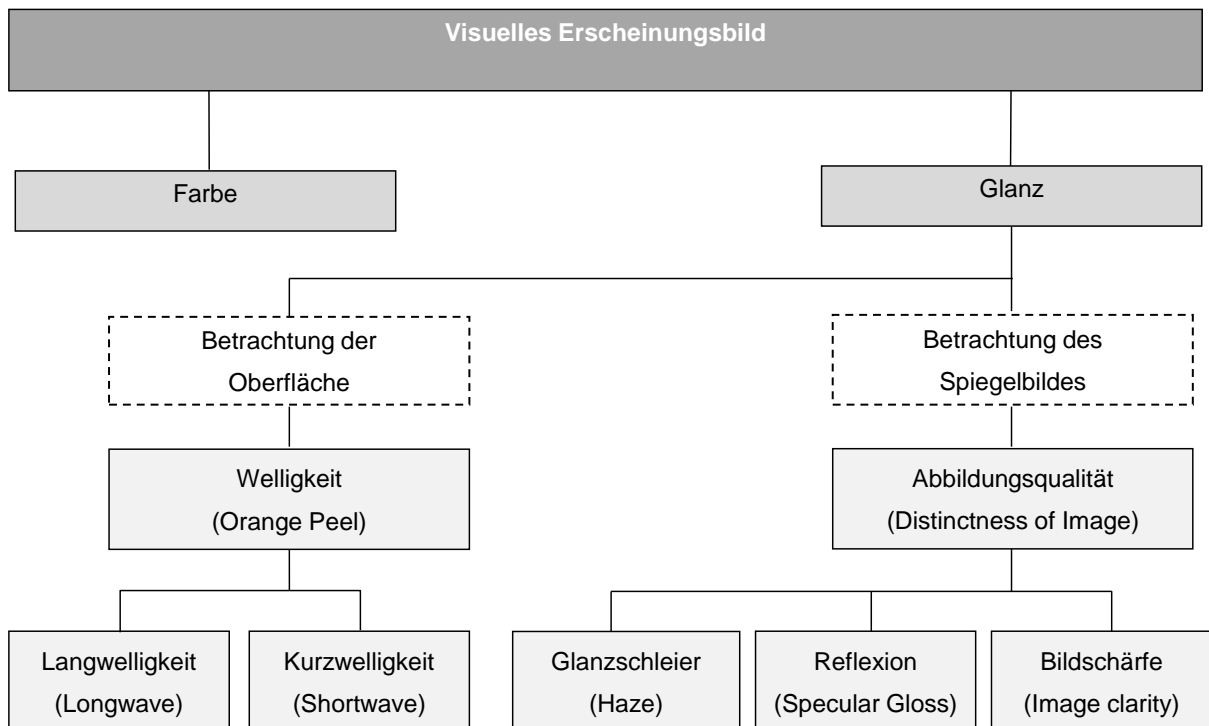 Visuelles Erscheinungsbild
Farbe
Glanz
Betrachtung der
Oberfläche
Betrachtung des
Spiegelbildes
Welligkeit
(Orange Peel)
Abbildungsqualität
(Distinctness of Image)
Langwelligkeit
(Longwave)
Kurzwelligkeit
(Shortwave)
Glanzschleier
(Haze)
Reflexion
(Specular Gloss)
Bildschärfe
(Image clarity)